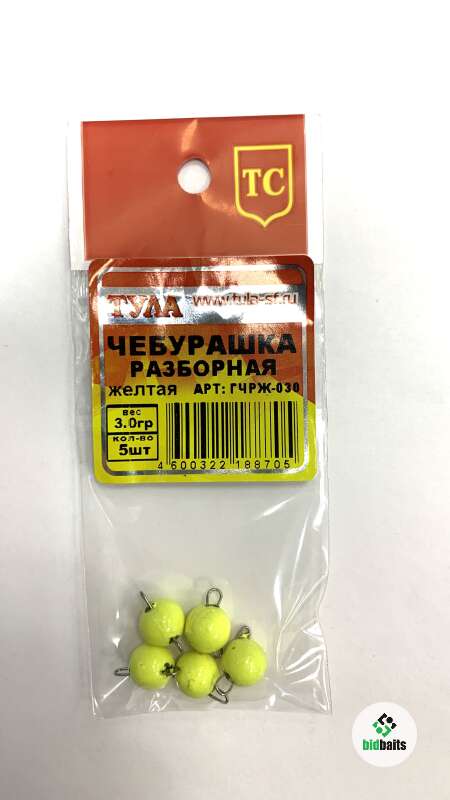 ТС
ТУЛА www.tula-sf.ru
ЧЕБУРАШКА
РАЗБОРНАЯ
желтая АРТ: ГЧРЖ-030
вес
3.0гр
кол-во
5шт
4 600322 188705
bidbaits